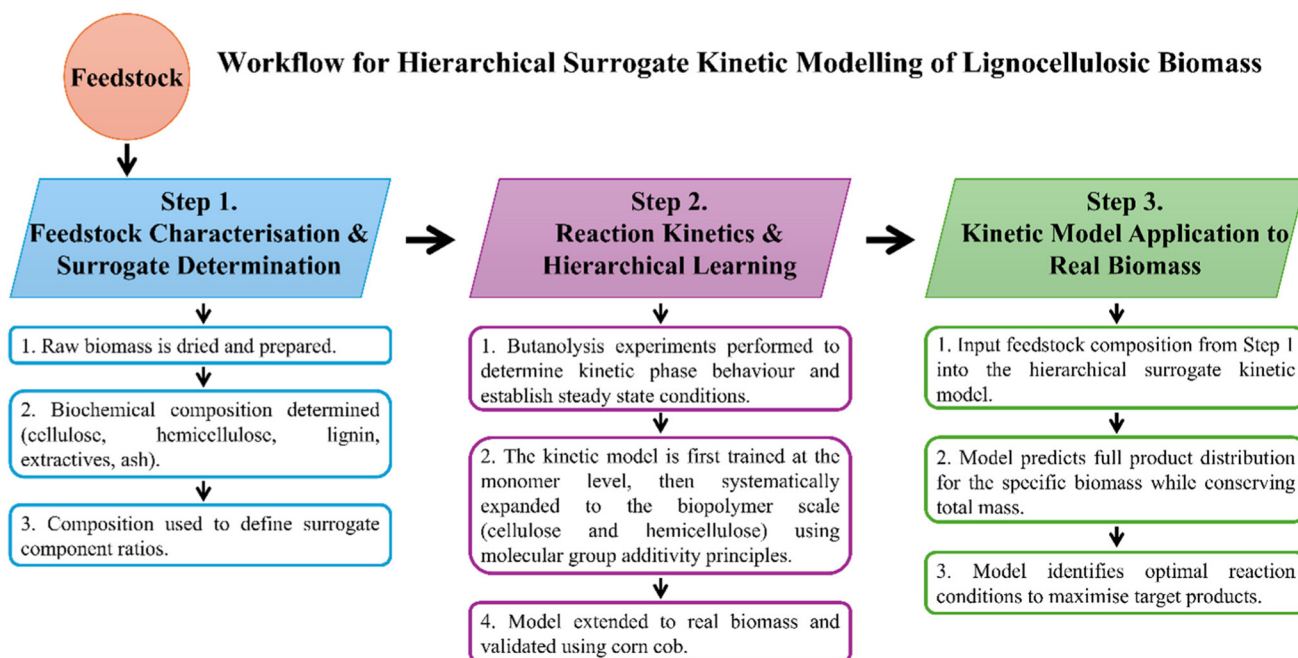 Feedstock
Workflow for Hierarchical Surrogate Kinetic Modelling of Lignocellulosic Biomass
Step 1.
Feedstock Characterisation &
Surrogate Determination
1. Raw biomass is dried and prepared.
2. Biochemical composition determined
(cellulose, hemicellulose, lignin,
extractives, ash).
3. Composition used to define surrogate
component ratios.
Step 2.
Reaction Kinetics &
Hierarchical Learning
1. Butanolysis experiments performed to
determine kinetic phase behaviour and
establish steady state conditions.
2. The kinetic model is first trained at the
monomer level, then systematically
expanded to the biopolymer scale
(cellulose and hemicellulose) using
molecular group additivity principles.
4. Model extended to real biomass and
validated using corn cob.
Step 3.
Kinetic Model Application to
Real Biomass
1. Input feedstock composition from Step 1
into the hierarchical surrogate kinetic
model.
2. Model predicts full product distribution
for the specific biomass while conserving
total mass.
3. Model identifies optimal reaction
conditions to maximise target products.